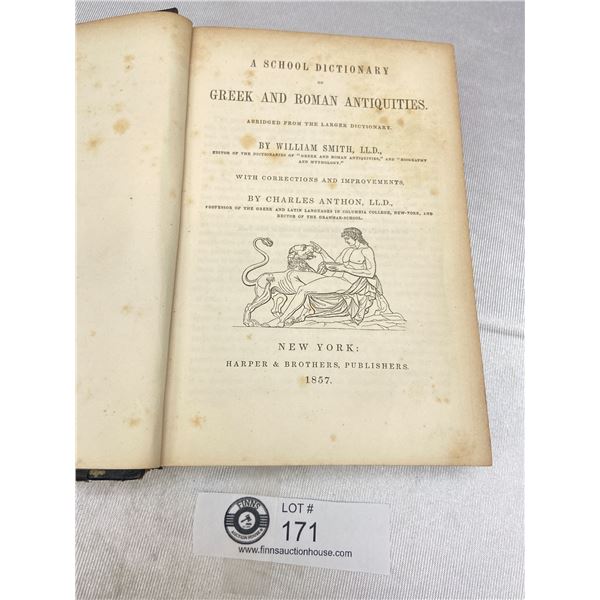 A SCHOOL DICTIONARY
OF
GREEK AND ROMAN ANTIQUITIES.
ABRIDGED FROM THE LARGER DICTIONARY.
BY WILLIAM SMITH, LL.D.,
EDITOR OF THE DICTIONARIES OF "GREEK AND ROMAN ANTIQUITIES," AND "BIOGRAPHY
AND MYTHOLOGY."
WITH CORRECTIONS AND IMPROVEMENTS,
BY CHARLES ANTHON, LL.D.,
PROFESSOR OF THE GREEK AND LATIN LANGUAGES IN COLUMBIA COLLEGE, NEW-YORK, AND
RECTOR OF THE GRAMMAR-SCHOOL.
NEW YORK:
HARPER & BROTHERS, PUBLISHERS.
1857.
FINNS
AUCTION HOUSE
LOT #
171
www.finnsauctionhouse.com